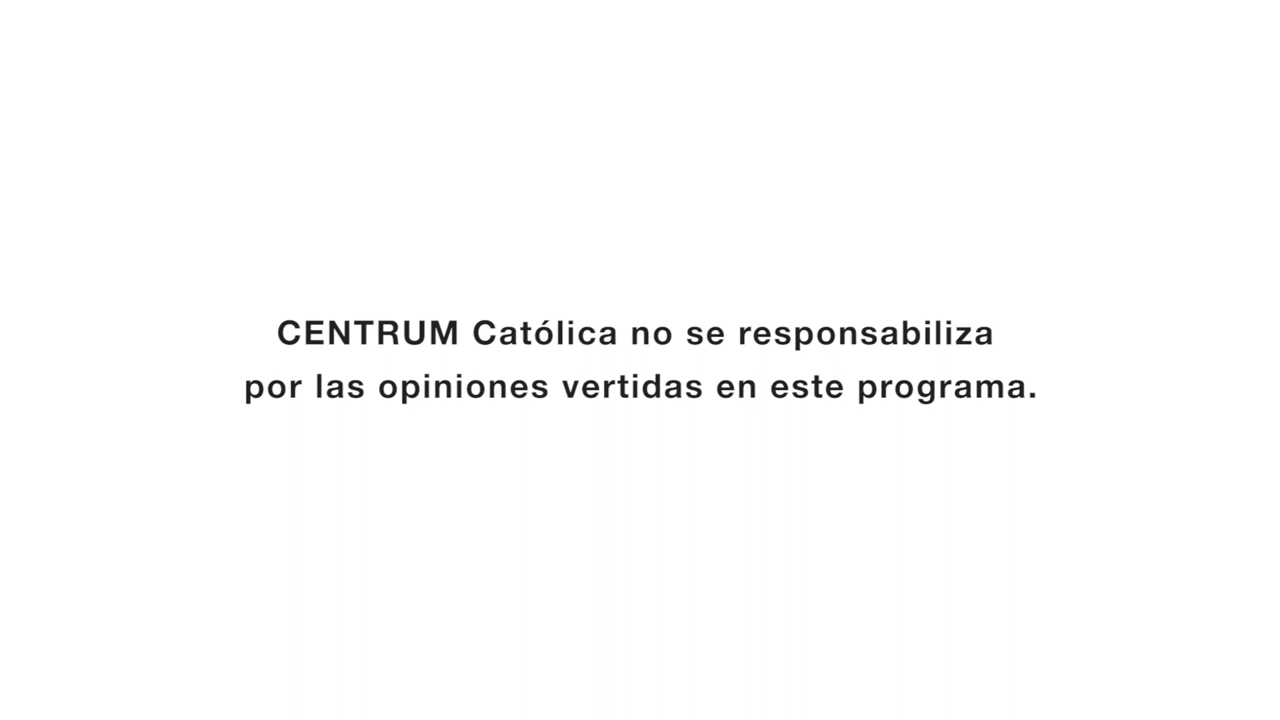 CENTRUM Católica no se responsabiliza
por las opiniones vertidas en este programa.